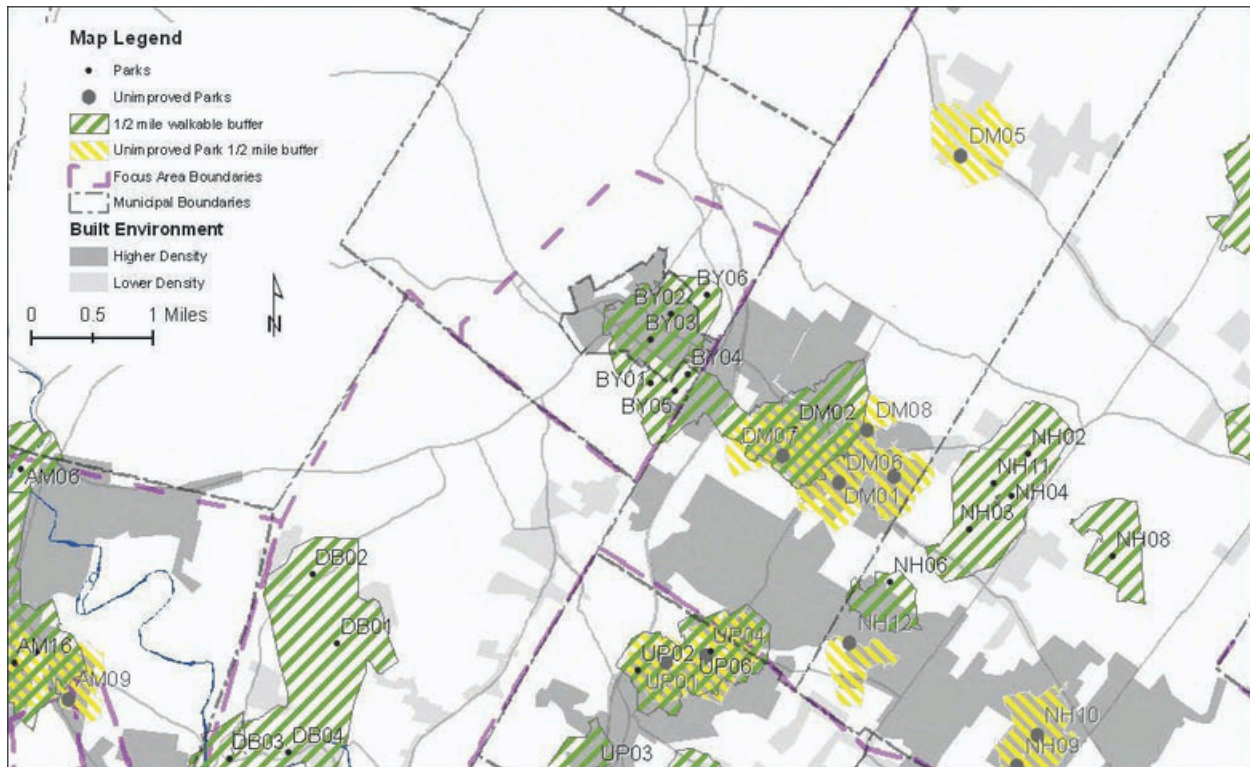 Map Legend
Parks
Unimproved Parks
1/2 mile walkable buffer
Unimproved Park 1/2 mile buffer
Focus Area Boundaries
Municipal Boundaries
Built Environment
Higher Density
Lower Density
0 0.5 1 Miles
N
DM05
BY06
BY02
BY03
BY04
BY01
BY05
DM02
DM08
DM07
DM06
DM01
NH02
NH11
NH04
NH03
NH08
NH06
NH12
AM06
DB02
DB01
UP04
UP02
UP06
UP01
AM16
AM09
NH10
NH09
DB03
DB04
UP03